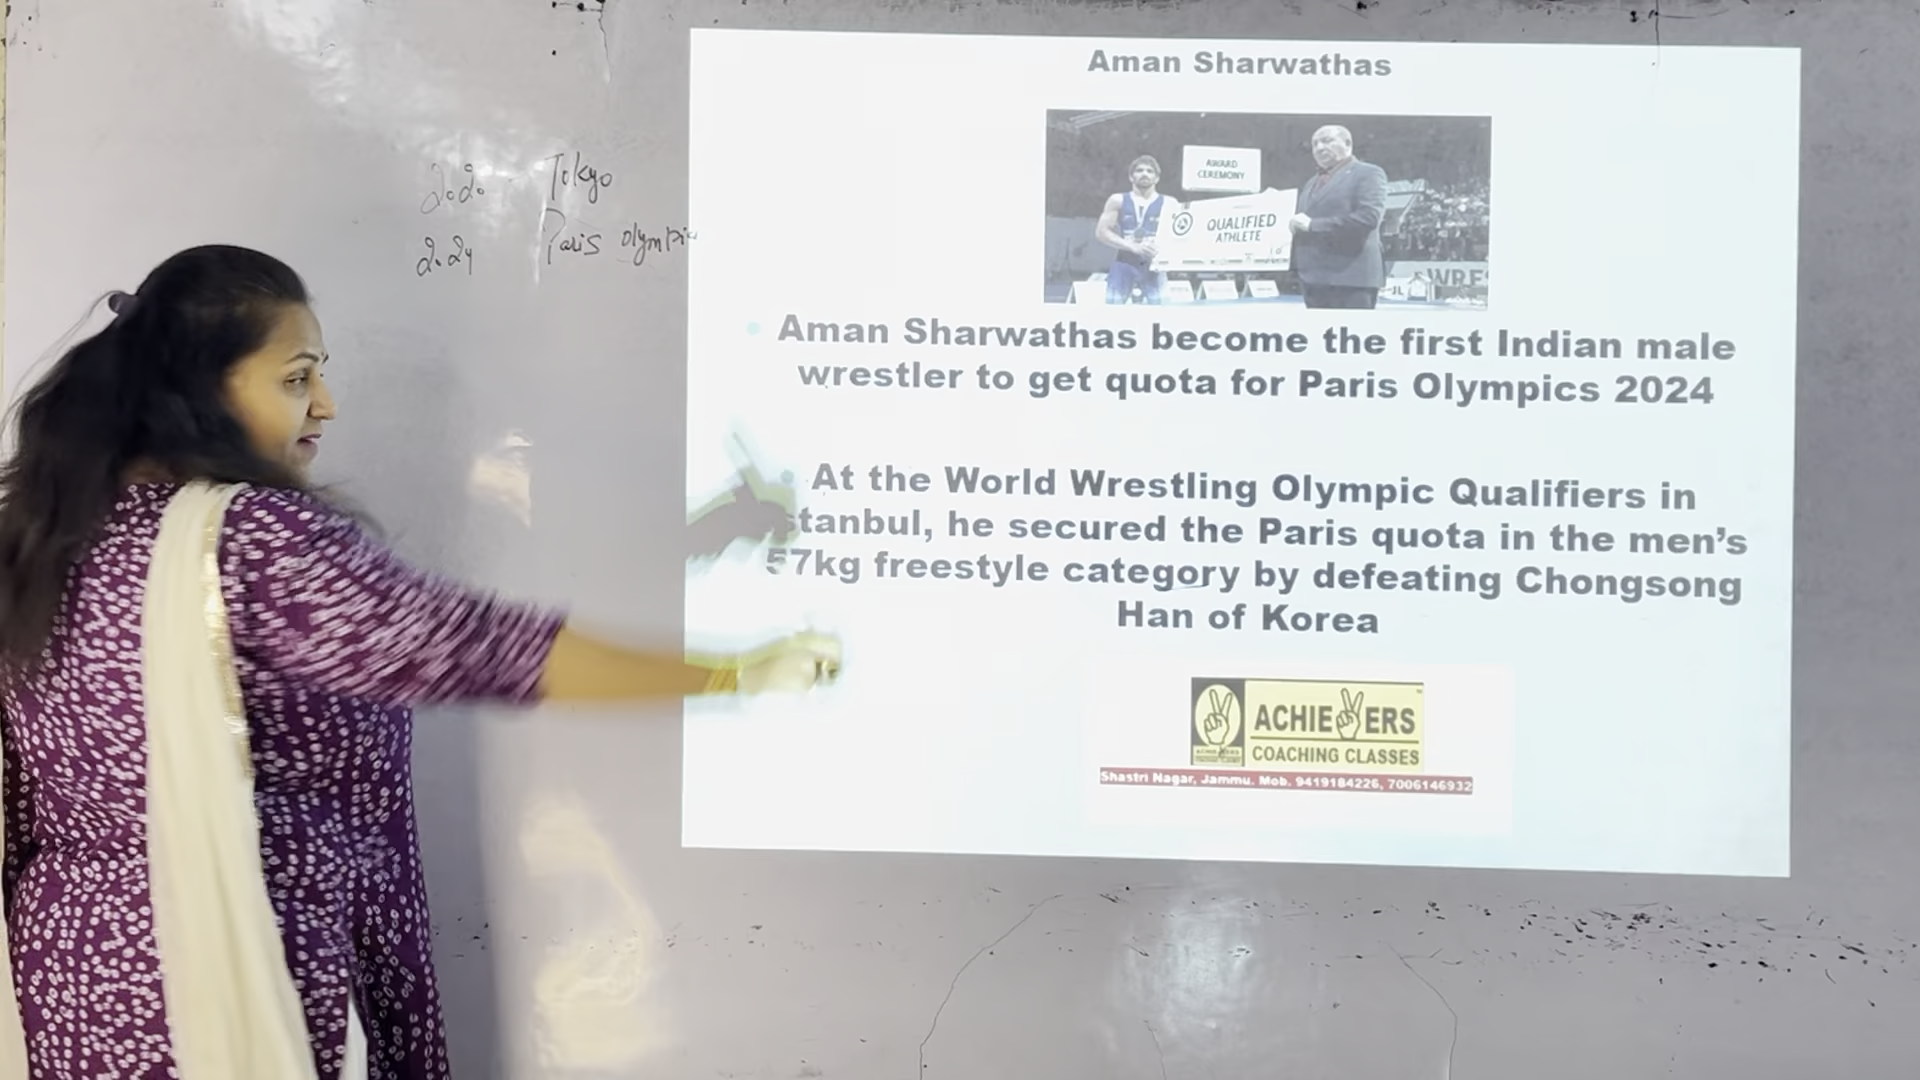 2020 Tokyo
2024 Paris Olympic
Aman Sharwathas
AWARD
CEREMONY
QUALIFIED
ATHLETE
WRES
Aman Sharwathas become the first Indian male
wrestler to get quota for Paris Olympics 2024
At the World Wrestling Olympic Qualifiers in
stanbul, he secured the Paris quota in the men’s
57kg freestyle category by defeating Chongsong
Han of Korea
ACHIEVERS
COACHING CLASSES
Shastri Nagar, Jammu. Mob. 9419184226, 7006146932